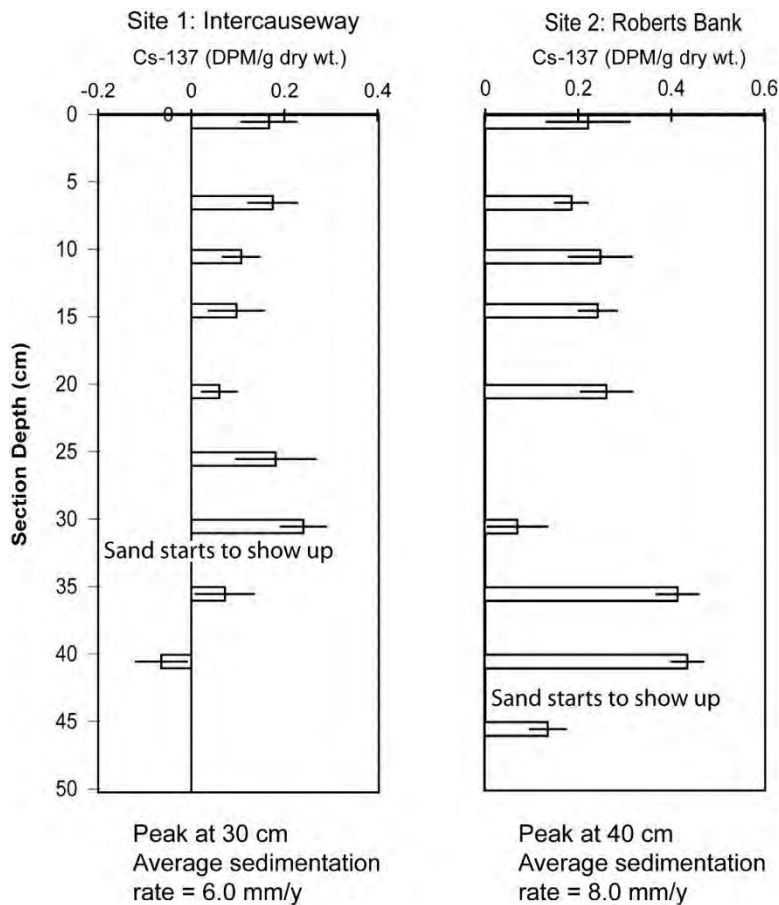 Site 1: Intercauseway
Cs-137 (DPM/g dry wt.)
-0.2 0 0.2 0.4
Site 2: Roberts Bank
Cs-137 (DPM/g dry wt.)
0 0.2 0.4 0.6
Section Depth (cm)
0
0
5
10
15
20
25
30
35
40
45
50
Sand starts to show up
Sand starts to show up
Peak at 30 cm
Average sedimentation
rate = 6.0 mm/y
Peak at 40 cm
Average sedimentation
rate = 8.0 mm/y